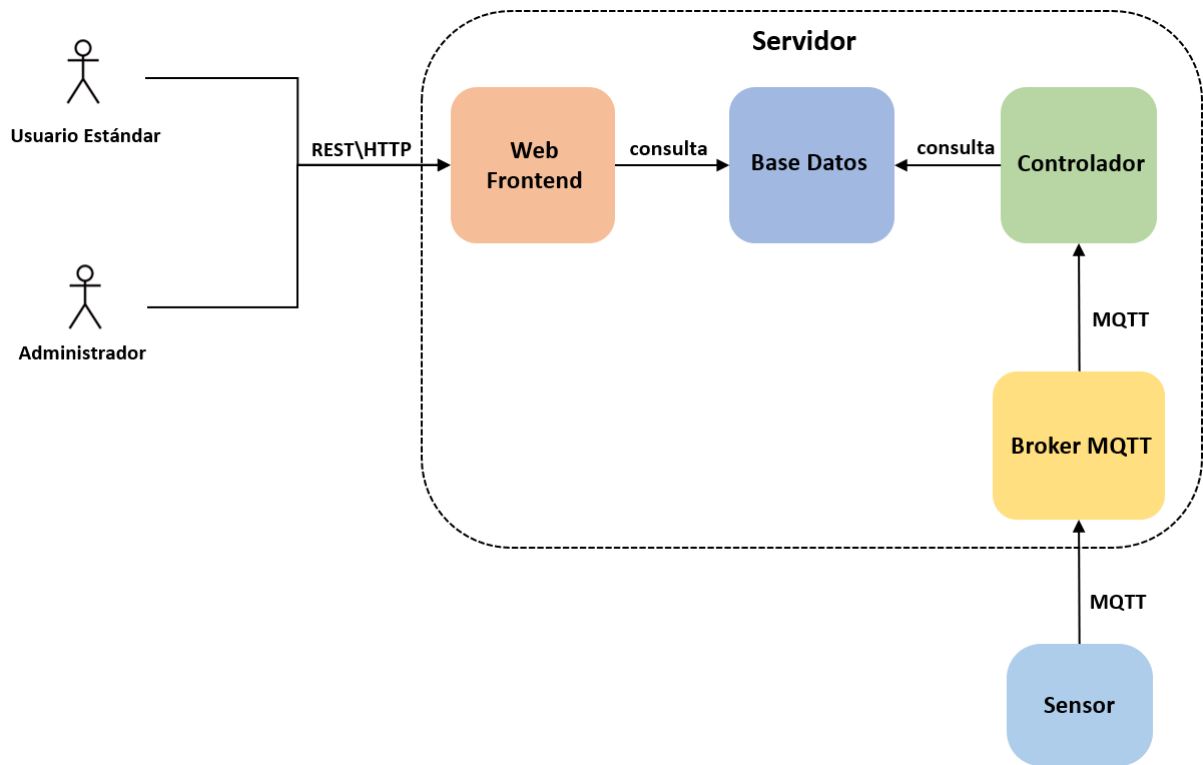 Servidor
Usuario Estándar
REST\HTTP
Web
Frontend
consulta
Base Datos
consulta
Controlador
Administrador
MQTT
Broker MQTT
MQTT
Sensor